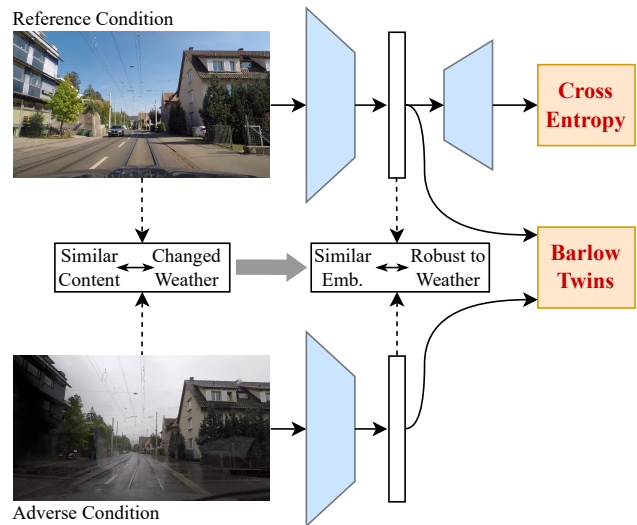 Reference Condition
Cross
Entropy
Similar Changed
Content Weather
Similar Robust to
Emb. Weather
Barlow
Twins
Adverse Condition